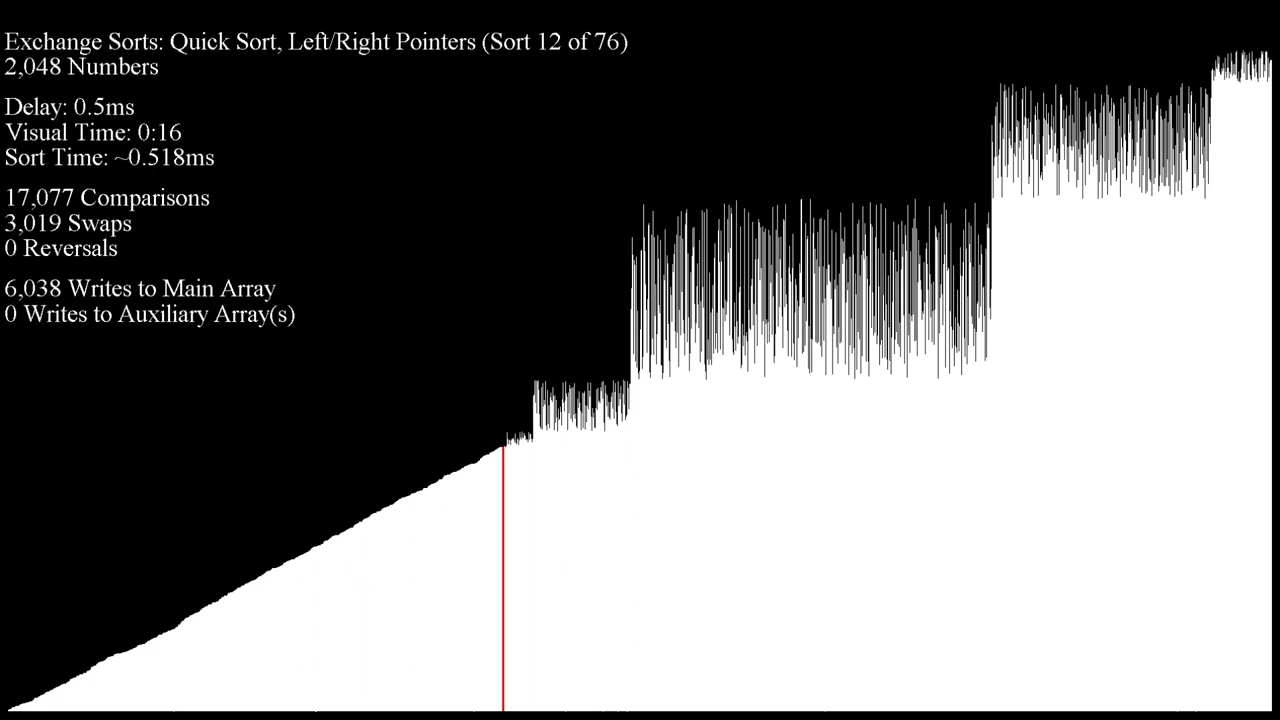 Exchange Sorts: Quick Sort, Left/Right Pointers (Sort 12 of 76)
2,048 Numbers
Delay: 0.5ms
Visual Time: 0:16
Sort Time: ~0.518ms
17,077 Comparisons
3,019 Swaps
0 Reversals
6,038 Writes to Main Array
0 Writes to Auxiliary Array(s)